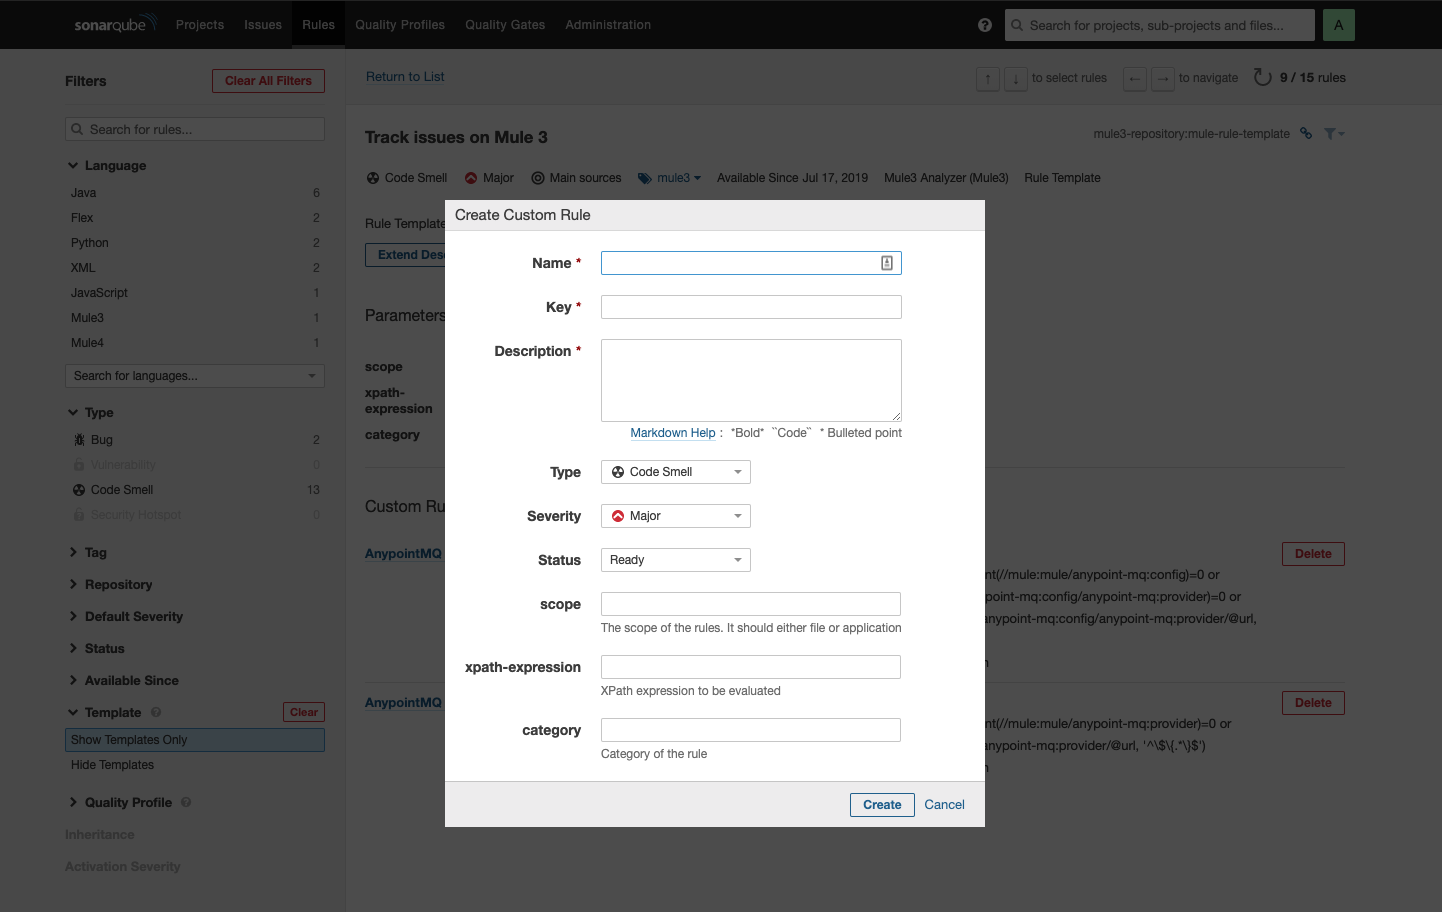 sonarqube
Projects Issues Rules Quality Profiles Quality Gates Administration
Search for projects, sub-projects and files...
A
Filters
Clear All Filters
Search for rules...
Language
Java 6
Flex 2
Python 2
XML 2
JavaScript 1
Mule3 1
Mule4 1
Search for languages...
Type
Bug 2
Vulnerability 0
Code Smell 13
Security Hotspot 0
Tag
Repository
Default Severity
Status
Available Since
Template
Clear
Show Templates Only
Hide Templates
Quality Profile
Inheritance
Activation Severity
Return to List
↑ ↓ to select rules ← → to navigate 9 / 15 rules
Track issues on Mule 3
mule3-repository:mule-rule-template
Code Smell Major Main sources mule3 Available Since Jul 17, 2019 Mule3 Analyzer (Mule3) Rule Template
Rule Template
Extend Des
Parameters
scope
xpath-
expression
category
Custom Ru
AnypointMQ
nt(//mule:mule/anypoint-mq:config)=0 or
point-mq:config/anypoint-mq:provider)=0 or
anypoint-mq:config/anypoint-mq:provider/@url,
n
Delete
AnypointMQ
nt(//mule:mule/anypoint-mq:provider)=0 or
anypoint-mq:provider/@url, '^\$\{.*\}$')
n
Delete
Create Custom Rule
Name *
Key *
Description *
Markdown Help : *Bold* ``Code`` * Bulleted point
Type Code Smell
Severity Major
Status Ready
scope
The scope of the rules. It should either file or application
xpath-expression
XPath expression to be evaluated
category
Category of the rule
Create Cancel